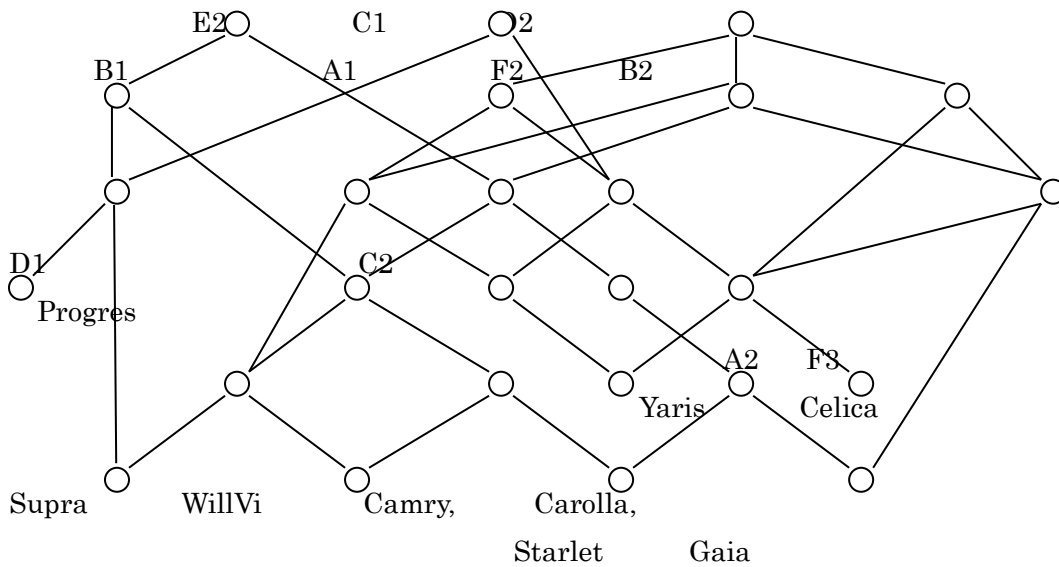 E2 C1 D2
B1 A1 F2 B2
D1 C2
Progres
A2 F3
Yaris Celica
Supra WillVi Camry, Carolla,
Starlet Gaia